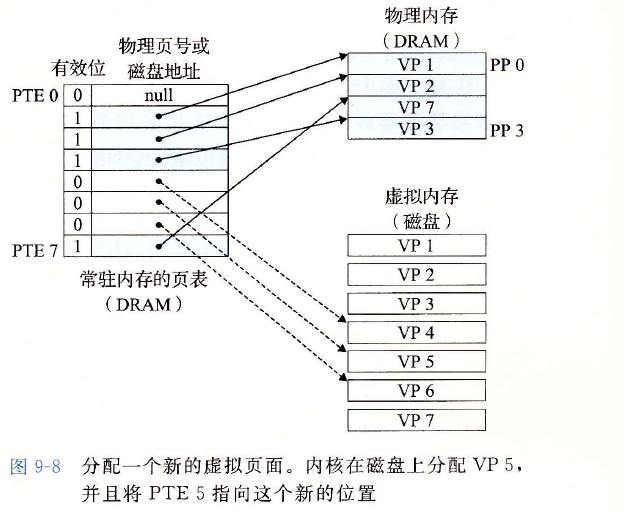 物理内存
(DRAM)
物理页号或
磁盘地址
有效位
VP 1
PP 0
VP 2
VP 7
VP 3
PP 3
PTE 0
0
null
1
1
1
0
0
0
PTE 7
1
常驻内存的页表
(DRAM)
虚拟内存
(磁盘)
VP 1
VP 2
VP 3
VP 4
VP 5
VP 6
VP 7
图 9-8 分配一个新的虚拟页面。内核在磁盘上分配 VP 5,
并且将 PTE 5 指向这个新的位置